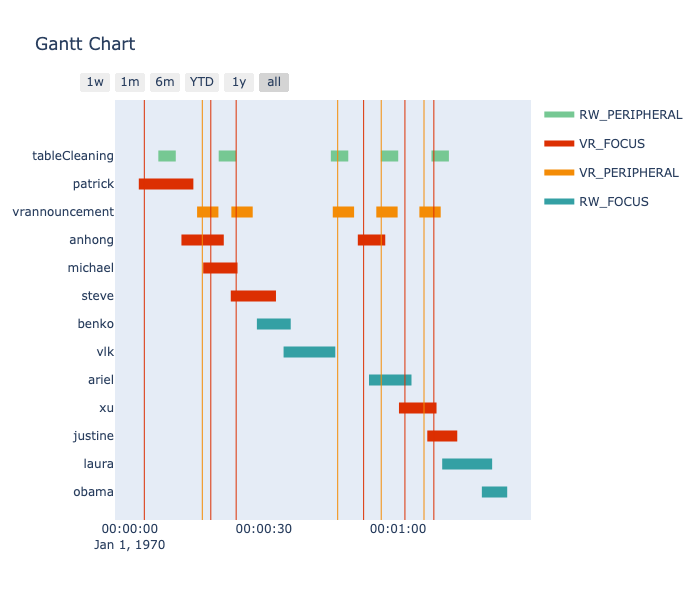 Gantt Chart
1w 1m 6m YTD 1y all
RW_PERIPHERAL
VR_FOCUS
VR_PERIPHERAL
RW_FOCUS
tableCleaning
patrick
vrannouncement
anhong
michael
steve
benko
vlk
ariel
xu
justine
laura
obama
00:00:00 00:00:30 00:01:00
Jan 1, 1970